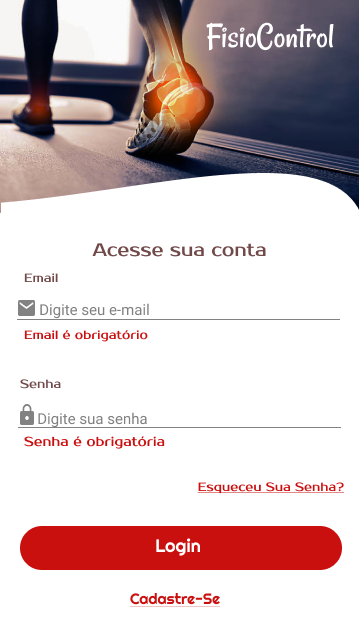 FisioControl
Acesse sua conta
Email
Digite seu e-mail
Email é obrigatório
Senha
Digite sua senha
Senha é obrigatória
Esqueceu Sua Senha?
Login
Cadastre-Se